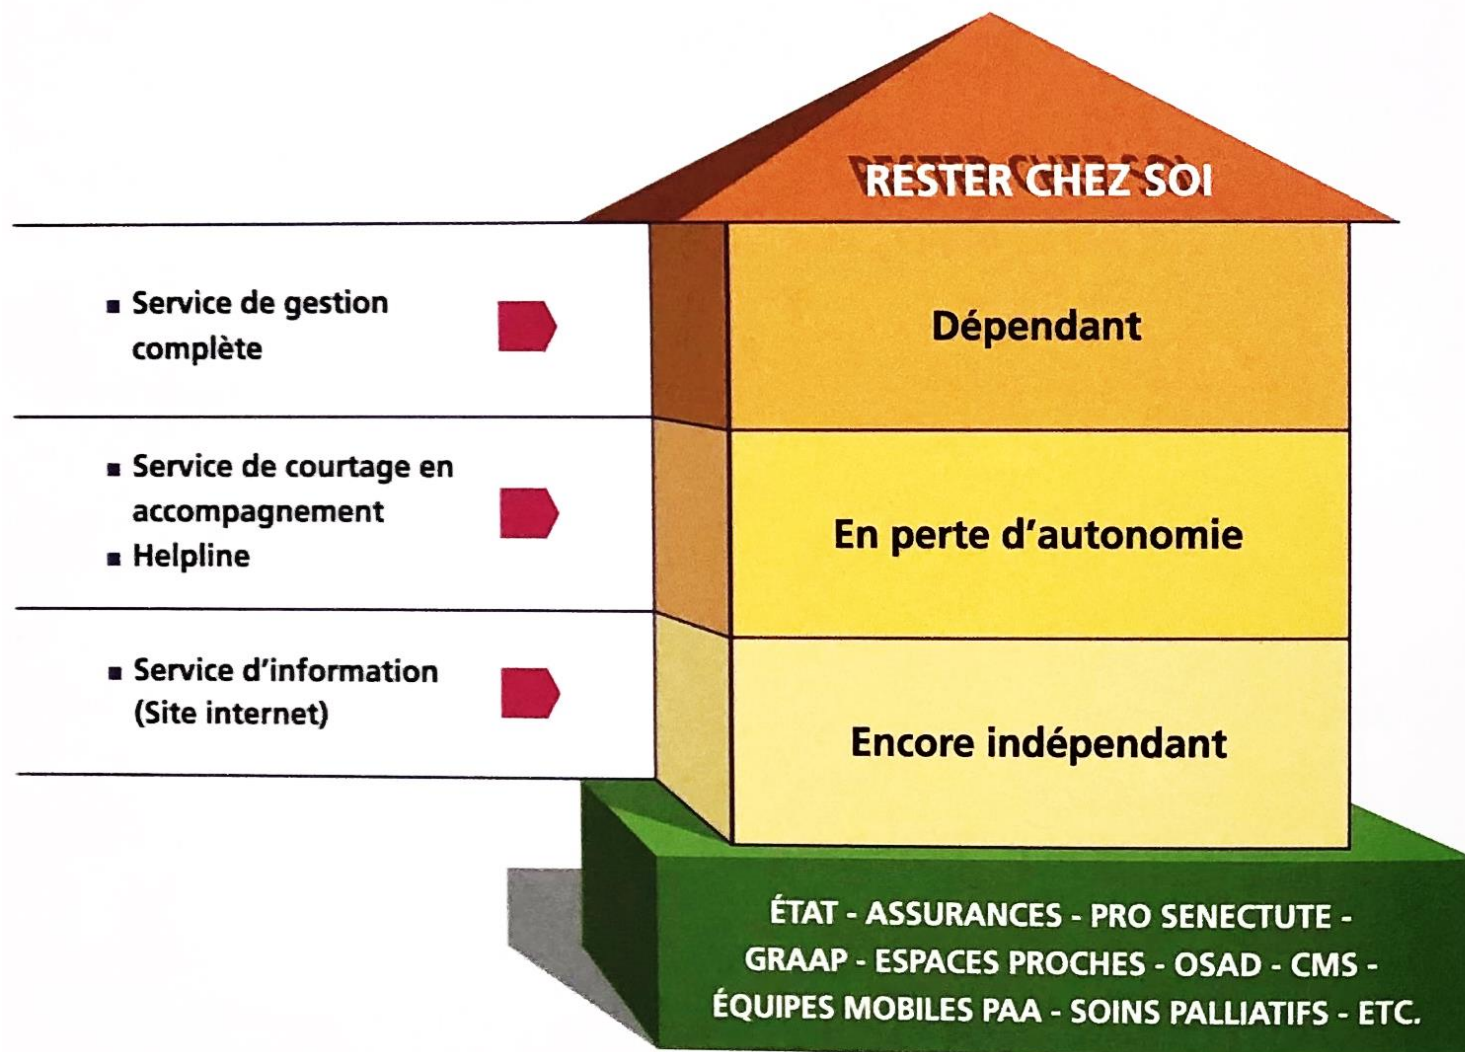 RESTER CHEZ SOI
■ Service de gestion
complète
Dépendant
■ Service de courtage en
accompagnement
■ Helpline
En perte d'autonomie
■ Service d'information
(Site internet)
Encore indépendant
ÉTAT - ASSURANCES - PRO SENECTUTE -
GRAAP - ESPACES PROCHES - OSAD - CMS -
ÉQUIPES MOBILES PAA - SOINS PALLIATIFS - ETC.